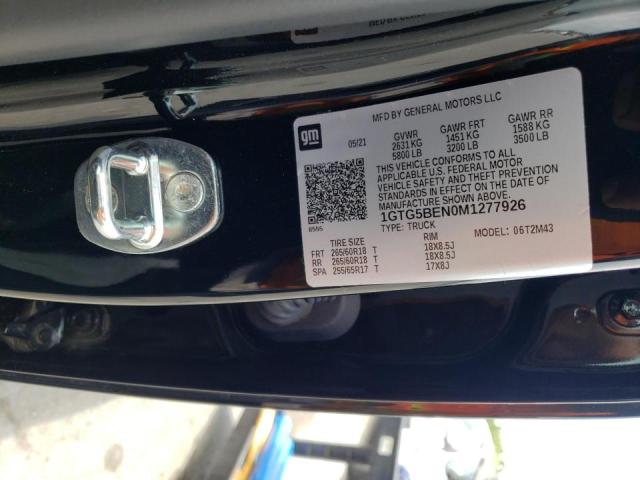 MFD BY GENERAL MOTORS LLC
gm
05/21
GVWR GAWR FRT GAWR RR
2631 KG 1451 KG 1588 KG
5800 LB 3200 LB 3500 LB
THIS VEHICLE CONFORMS TO ALL
APPLICABLE U.S. FEDERAL MOTOR
VEHICLE SAFETY AND THEFT PREVENTION
STANDARDS IN EFFECT ON THE DATE OF
MANUFACTURE SHOWN ABOVE.
1GTG5BEN0M1277926
TYPE: TRUCK MODEL: 06T2M43
TIRE SIZE RIM
FRT 265/60R18 T 18X8.5J
RR 265/60R18 T 18X8.5J
SPA 255/65R17 T 17X8J